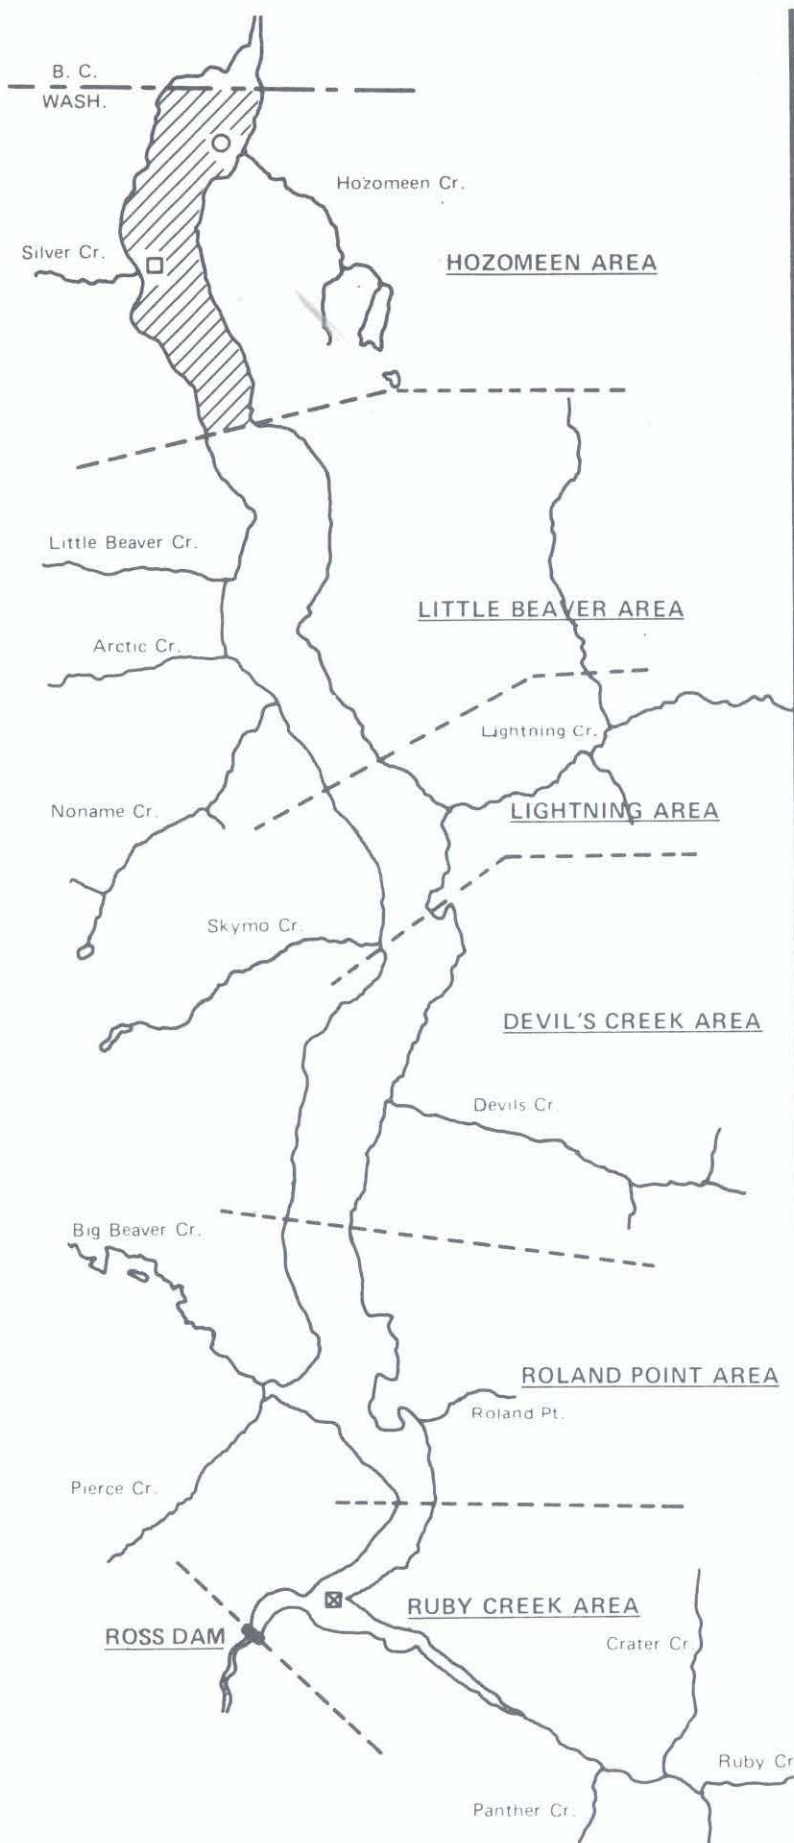 B. C.
WASH.
Hozomeen Cr.
Silver Cr.
HOZOMEEN AREA
Little Beaver Cr.
LITTLE BEAVER AREA
Arctic Cr.
Lightning Cr.
Noname Cr.
LIGHTNING AREA
Skymo Cr.
DEVIL'S CREEK AREA
Devils Cr.
Big Beaver Cr.
ROLAND POINT AREA
Roland Pt.
Pierce Cr.
RUBY CREEK AREA
ROSS DAM
Crater Cr.
Ruby Cr
Panther Cr.